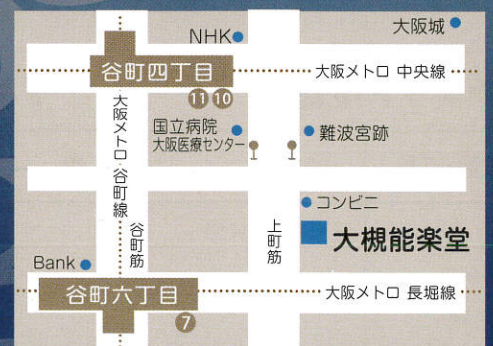 NHK
大阪城
谷町四丁目
大阪メトロ 中央線
11 10
大阪メトロ 谷町線
国立病院
大阪医療センター
難波宮跡
谷町筋
上町筋
コンビニ
大槻能楽堂
Bank
谷町六丁目
大阪メトロ 長堀線
7